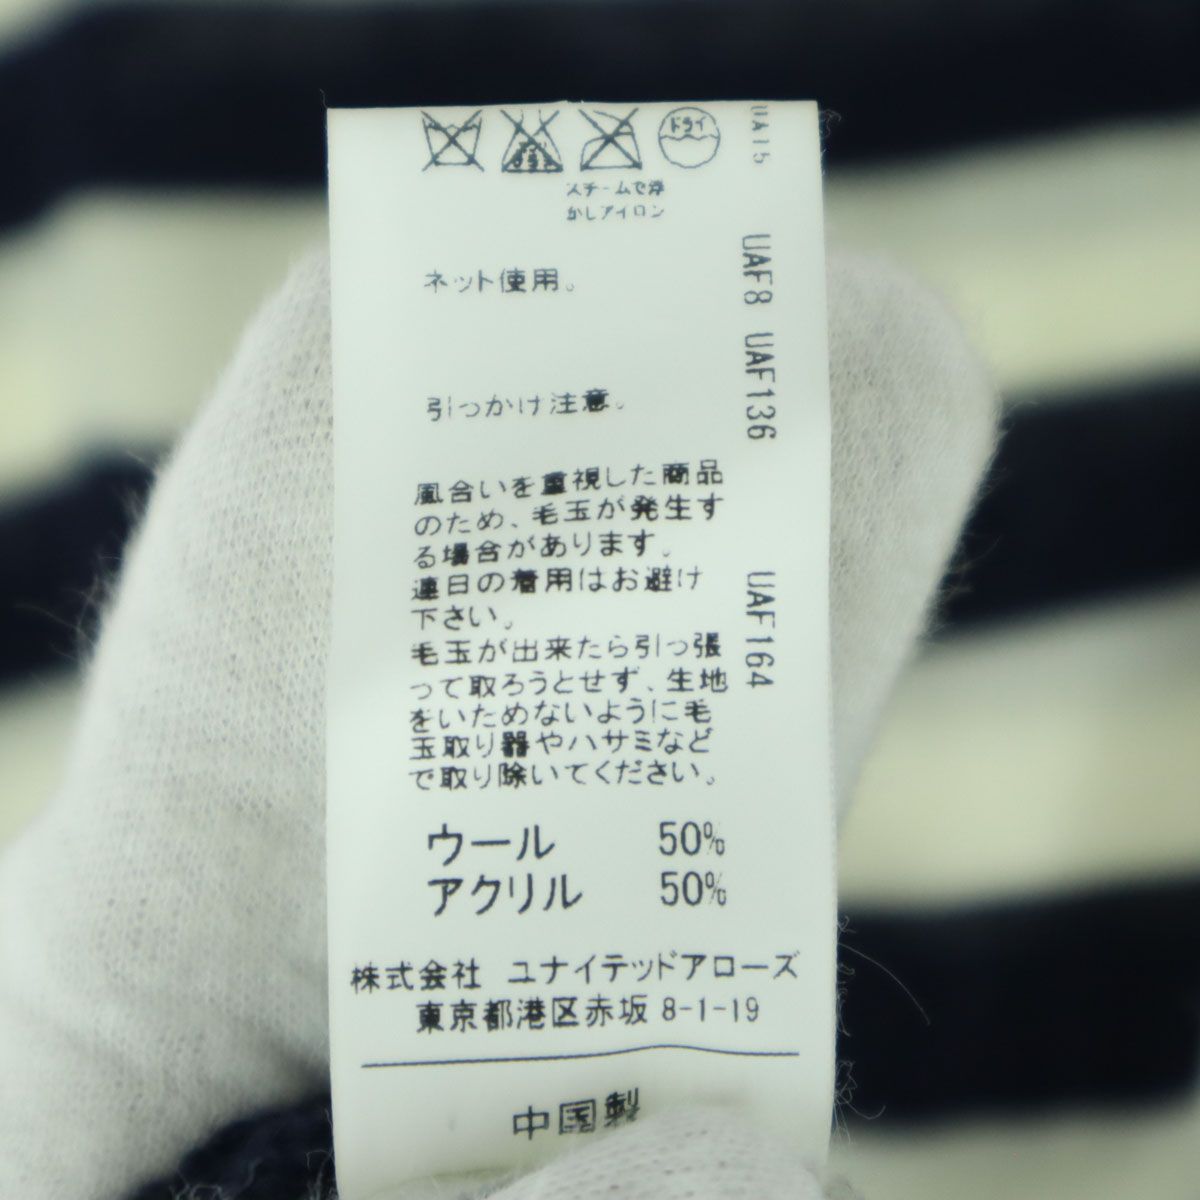 ドライ
スチームで浮
かしアイロン
ネット使用。
引っかけ注意。
風合いを重視した商品
のため、毛玉が発生す
る場合があります。
連日の着用はお避け
下さい。
毛玉が出来たら引っ張
って取ろうとせず、生地
をいためないように毛
玉取り器やハサミなど
で取り除いてください。
ウール 50%
アクリル 50%
株式会社 ユナイテッドアローズ
東京都港区赤坂 8-1-19
中国製
UA15
UAF8 UAF136
UAF164